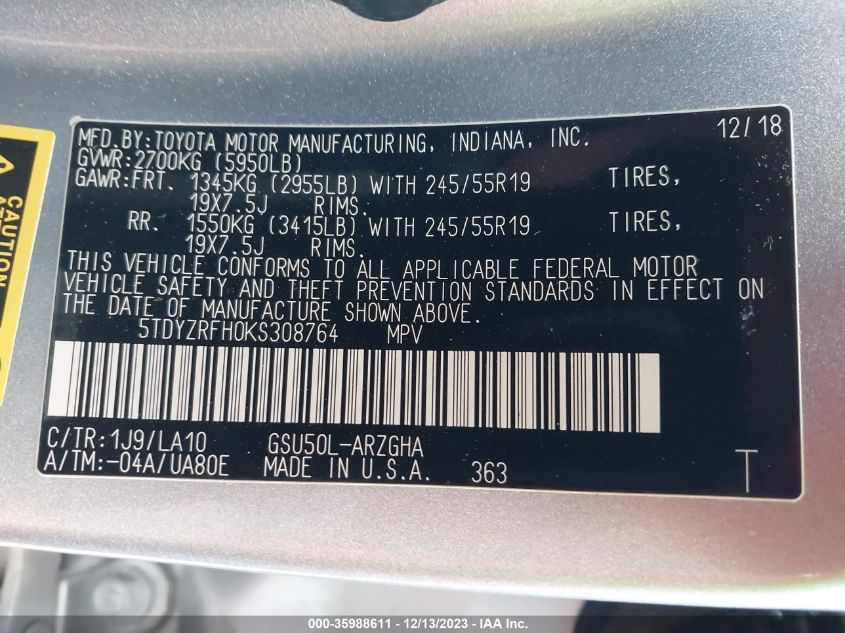 MFD.BY:TOYOTA MOTOR MANUFACTURING, INDIANA, INC. 12/18
GVWR:2700KG (5950LB)
GAWR:FRT. 1345KG (2955LB) WITH 245/55R19 TIRES,
19X7.5J RIMS.
RR. 1550KG (3415LB) WITH 245/55R19 TIRES,
19X7.5J RIMS.
THIS VEHICLE CONFORMS TO ALL APPLICABLE FEDERAL MOTOR
VEHICLE SAFETY AND THEFT PREVENTION STANDARDS IN EFFECT ON
THE DATE OF MANUFACTURE SHOWN ABOVE.
5TDYZRFH0KS308764 MPV
C/TR:1J9/LA10 GSU50L-ARZGHA
A/TM:-04A/UA80E MADE IN U.S.A. 363 T
CAUTION
000-35988611 - 12/13/2023 - IAA Inc.